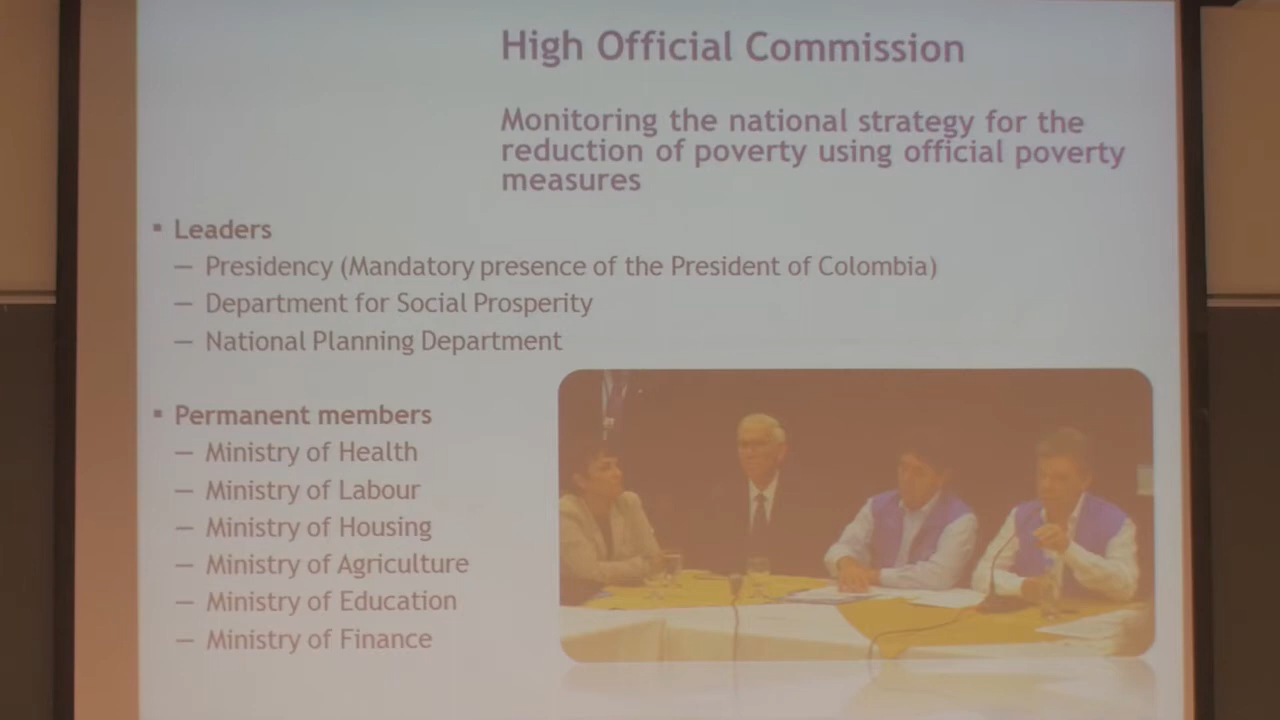 High Official Commission
Monitoring the national strategy for the
reduction of poverty using official poverty
measures
▪ Leaders
— Presidency (Mandatory presence of the President of Colombia)
— Department for Social Prosperity
— National Planning Department
▪ Permanent members
— Ministry of Health
— Ministry of Labour
— Ministry of Housing
— Ministry of Agriculture
— Ministry of Education
— Ministry of Finance